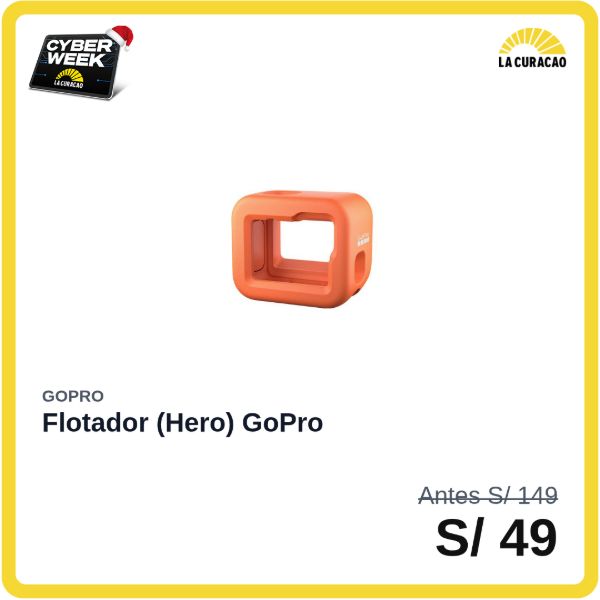 CYBER
WEEK
LA CURACAO
LA CURACAO
GOPRO
Flotador (Hero) GoPro
Antes S/ 149
S/ 49